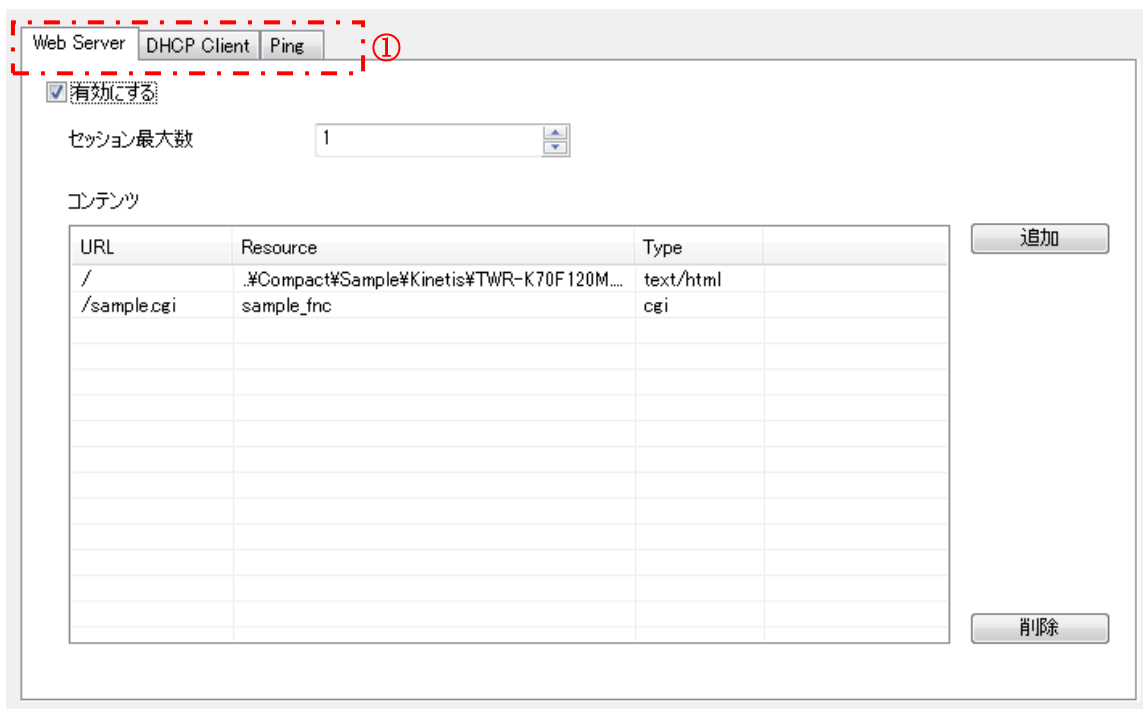 Web Server DHCP Client Ping ①
有効にする
セッション最大数 1
コンテンツ
追加
URL Resource Type
/ .¥Compact¥Sample¥Kinetis¥TWR-K70F120M.... text/html
/sample.cgi sample_fnc cgi
削除